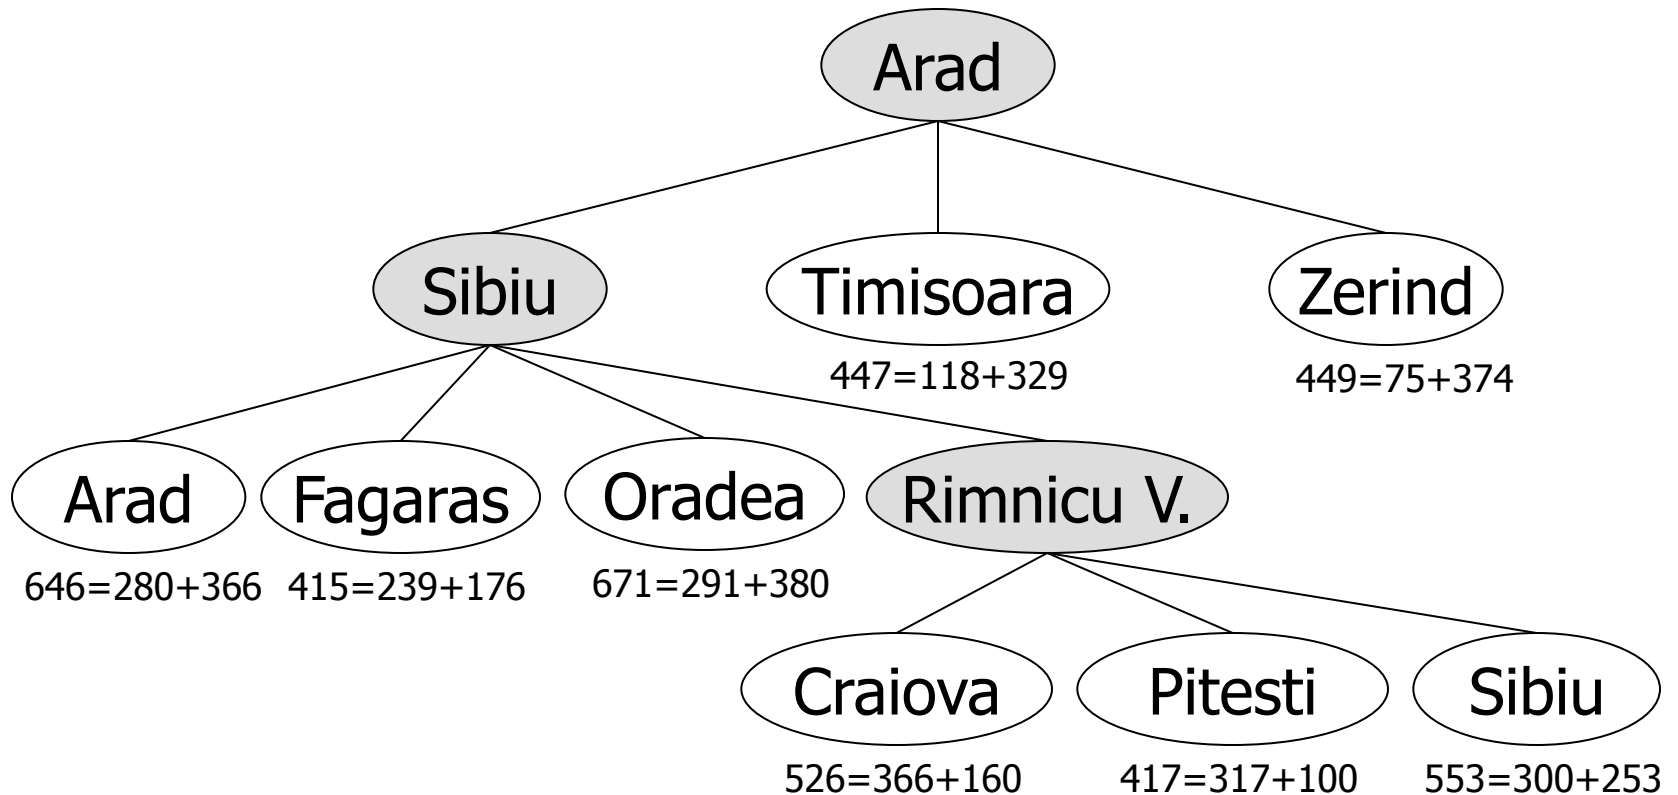 Arad
Sibiu
Timisoara
Zerind
447=118+329
449=75+374
Arad
Fagaras
Oradea
Rimnicu V.
646=280+366
415=239+176
671=291+380
Craiova
Pitesti
Sibiu
526=366+160
417=317+100
553=300+253